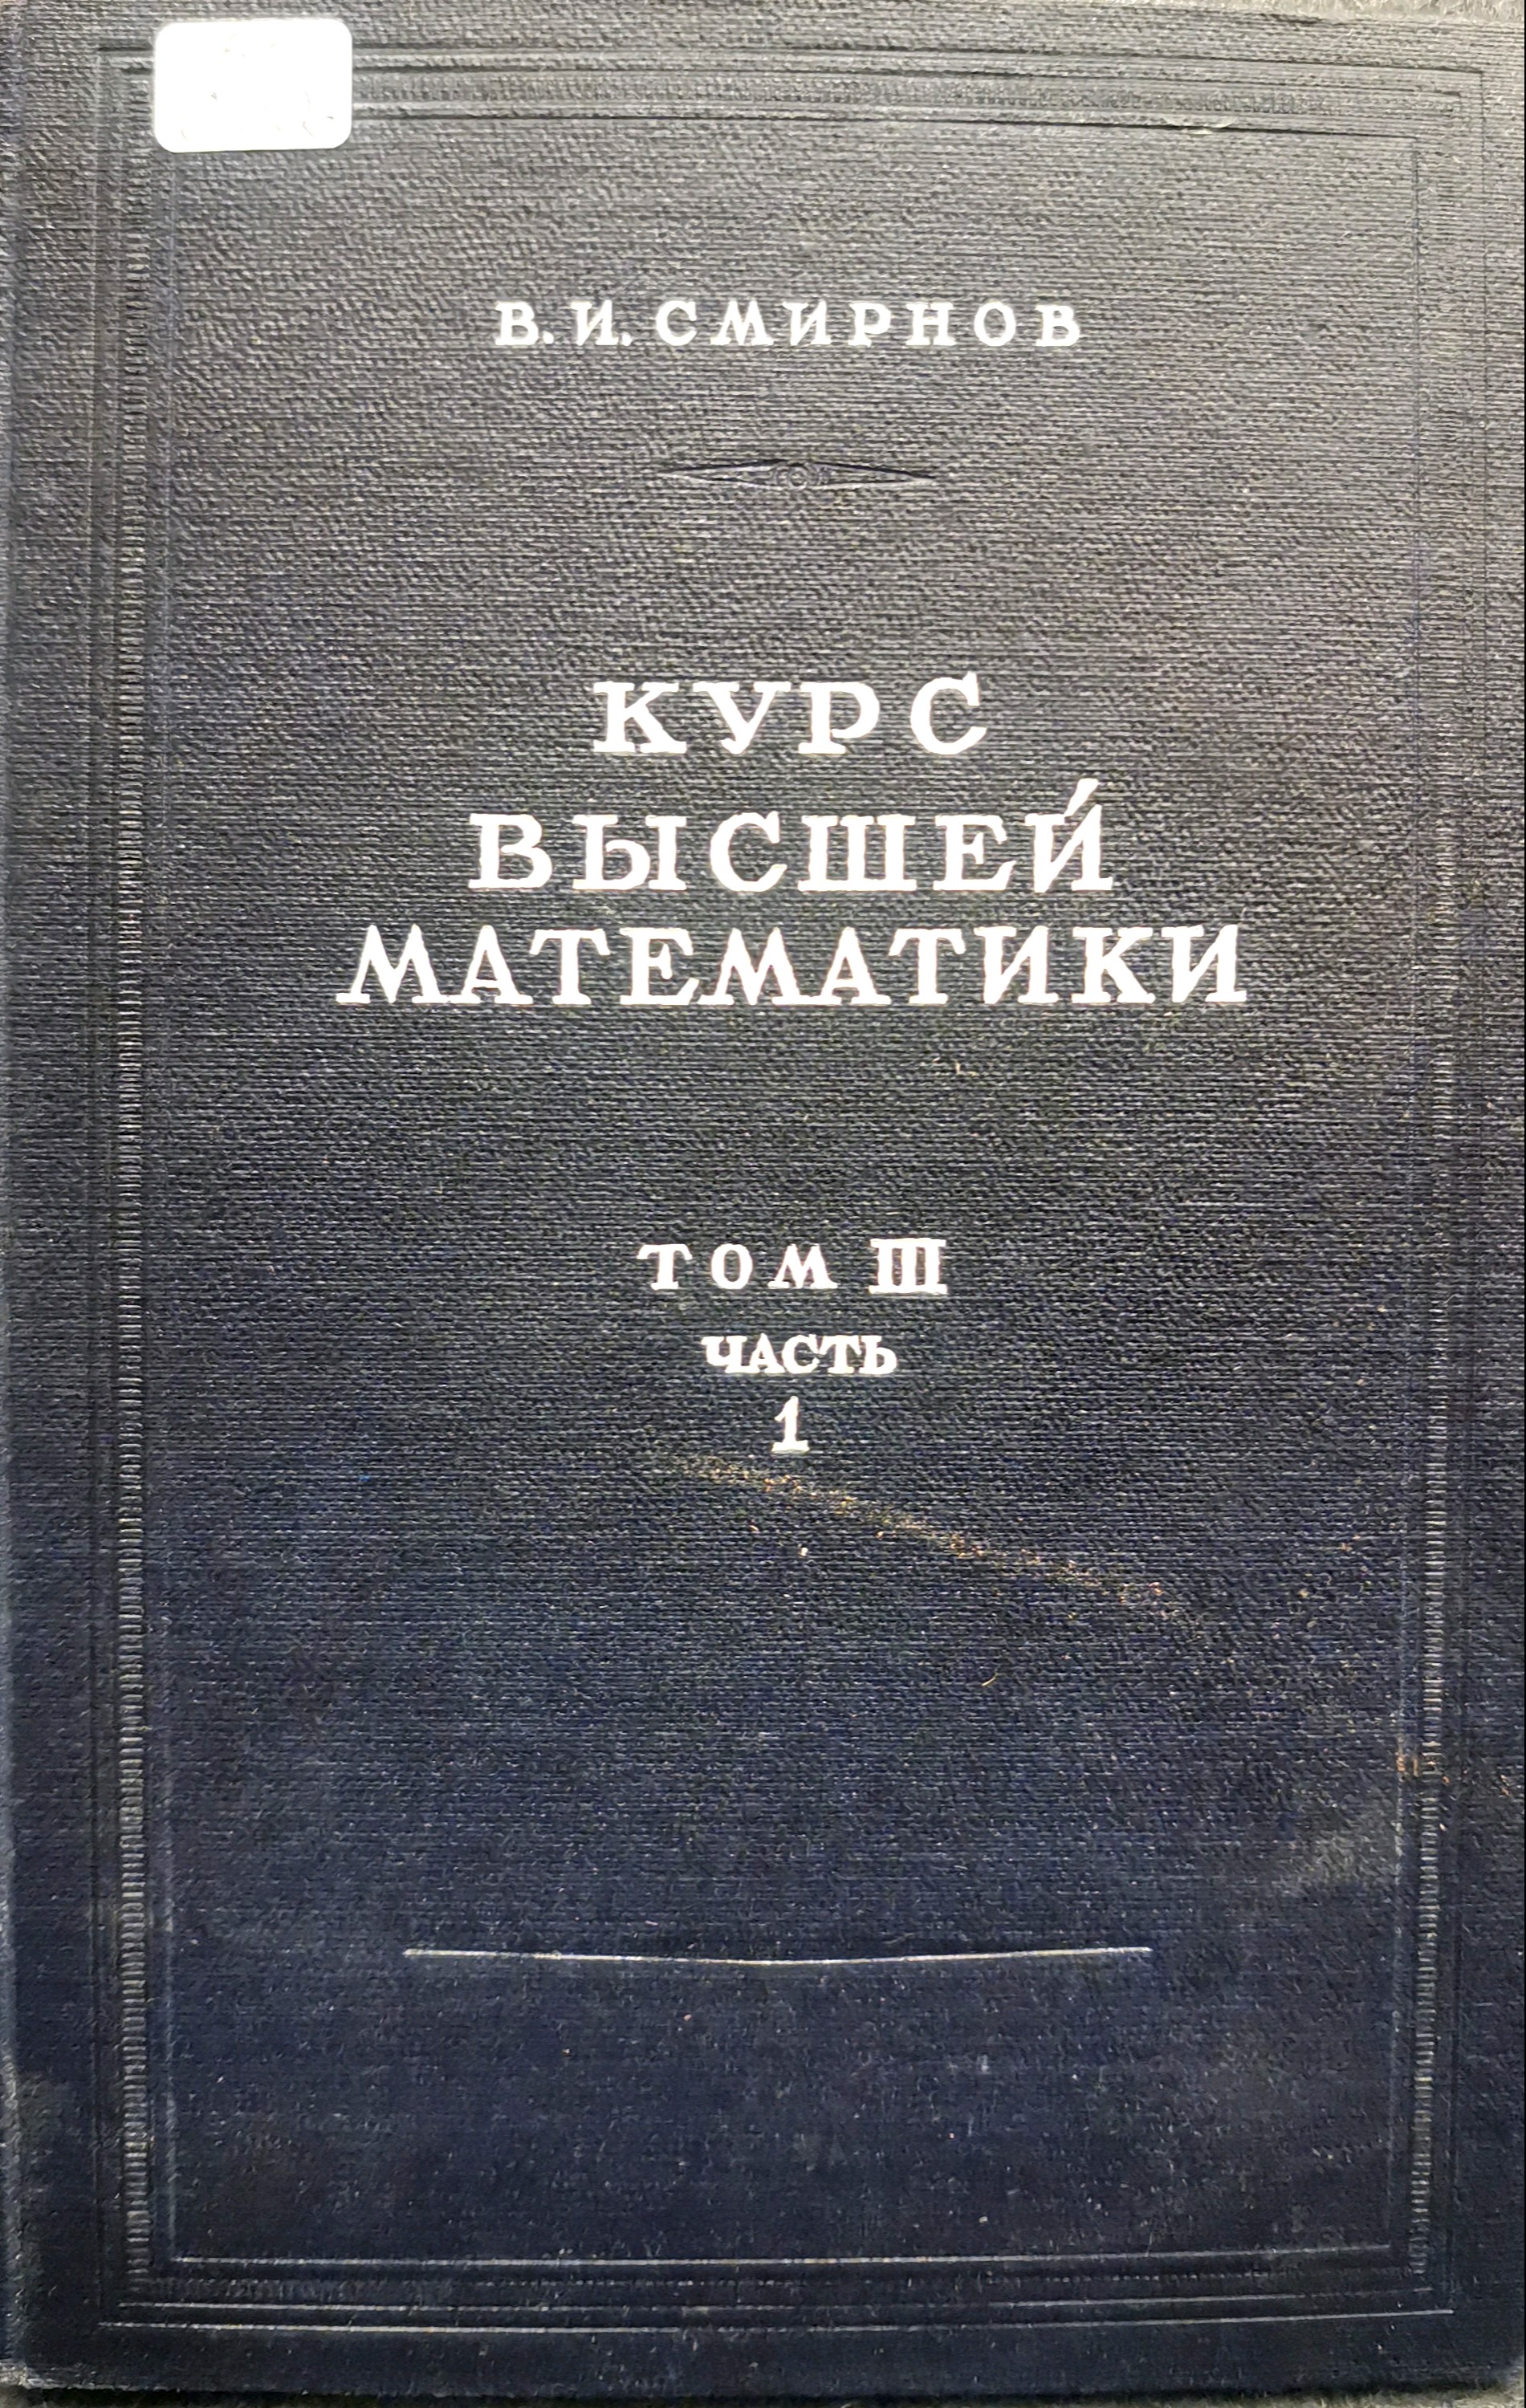 В. И. СМИРНОВ
КУРС
ВЫСШЕЙ
МАТЕМАТИКИ
ТОМ III
ЧАСТЬ
1